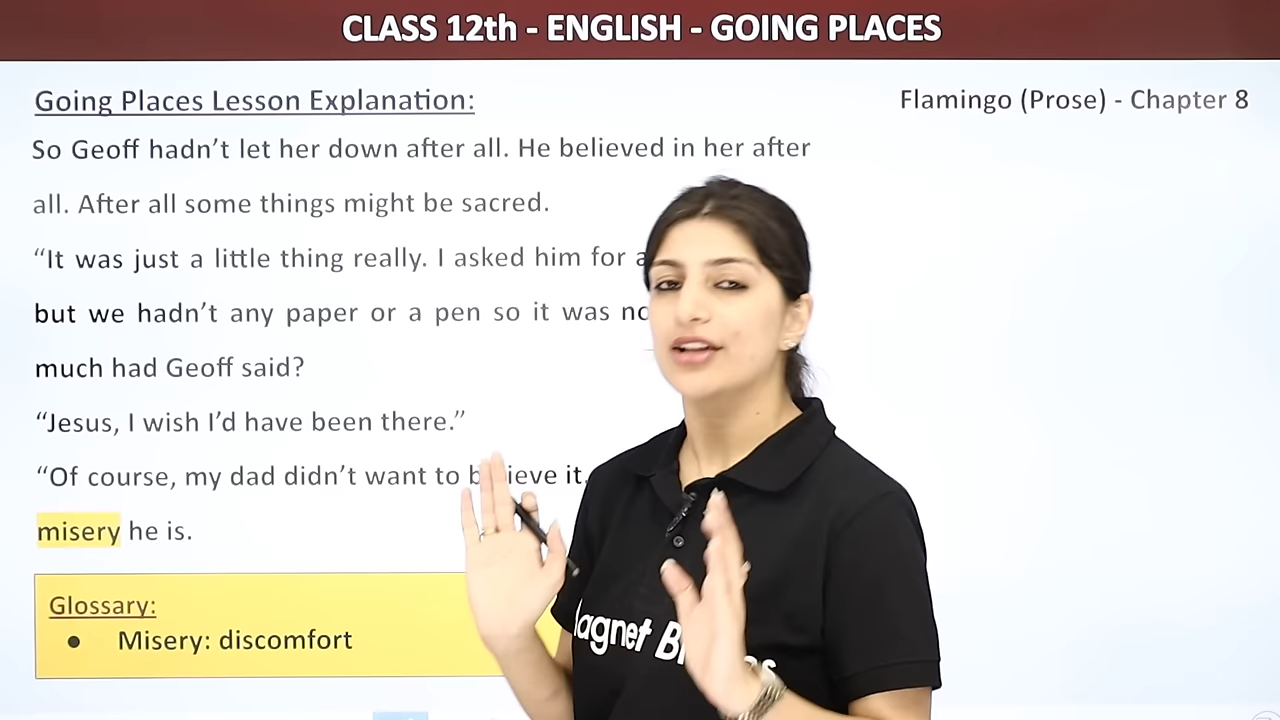 CLASS 12th - ENGLISH - GOING PLACES
Going Places Lesson Explanation:
Flamingo (Prose) - Chapter 8
So Geoff hadn’t let her down after all. He believed in her after
all. After all some things might be sacred.
“It was just a little thing really. I asked him for
but we hadn’t any paper or a pen so it was
much had Geoff said?
“Jesus, I wish I’d have been there.”
“Of course, my dad didn’t want to believe it.
misery he is.
Glossary:
● Misery: discomfort